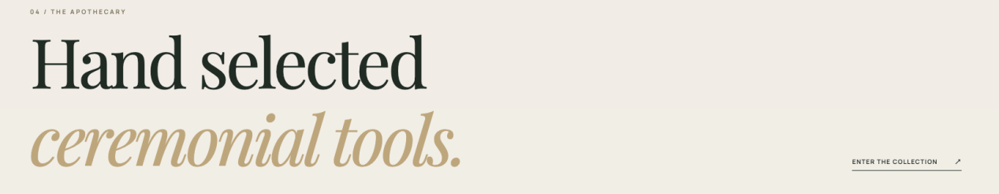 04 / THE APOTHECARY
Hand selected
ceremonial tools.
ENTER THE COLLECTION ↗